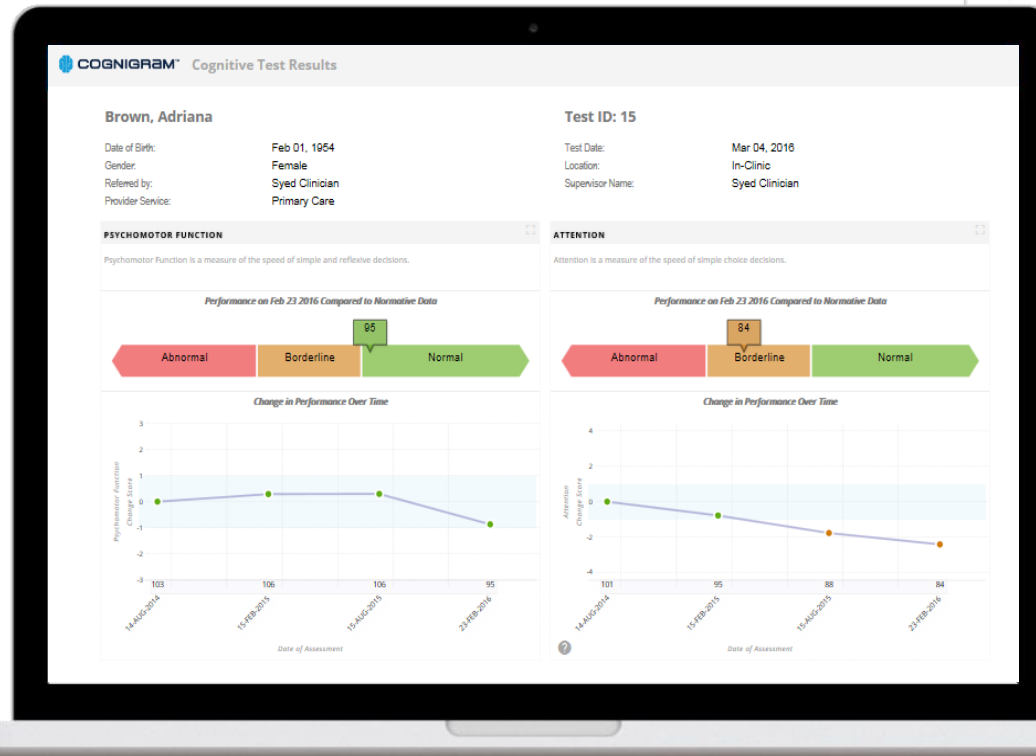 COGNIGRAM™ Cognitive Test Results
Brown, Adriana
Date of Birth: Feb 01, 1954
Gender: Female
Referred by: Syed Clinician
Provider Service: Primary Care
Test ID: 15
Test Date: Mar 04, 2016
Location: In-Clinic
Supervisor Name: Syed Clinician
PSYCHOMOTOR FUNCTION
Psychomotor Function is a measure of the speed of simple and reflexive decisions.
Performance on Feb 23 2016 Compared to Normative Data
95
Abnormal Borderline Normal
Change in Performance Over Time
Psychomotor Function
Change Score
3
2
1
0
-1
-2
-3
103 106 106 95
14-AUG-2014 15-FEB-2015 15-AUG-2015 23-FEB-2016
Date of Assessment
ATTENTION
Attention is a measure of the speed of simple choice decisions.
Performance on Feb 23 2016 Compared to Normative Data
84
Abnormal Borderline Normal
Change in Performance Over Time
Attention
Change Score
4
2
0
-2
-4
101 95 88 84
14-AUG-2014 15-FEB-2015 15-AUG-2015 23-FEB-2016
?
Date of Assessment